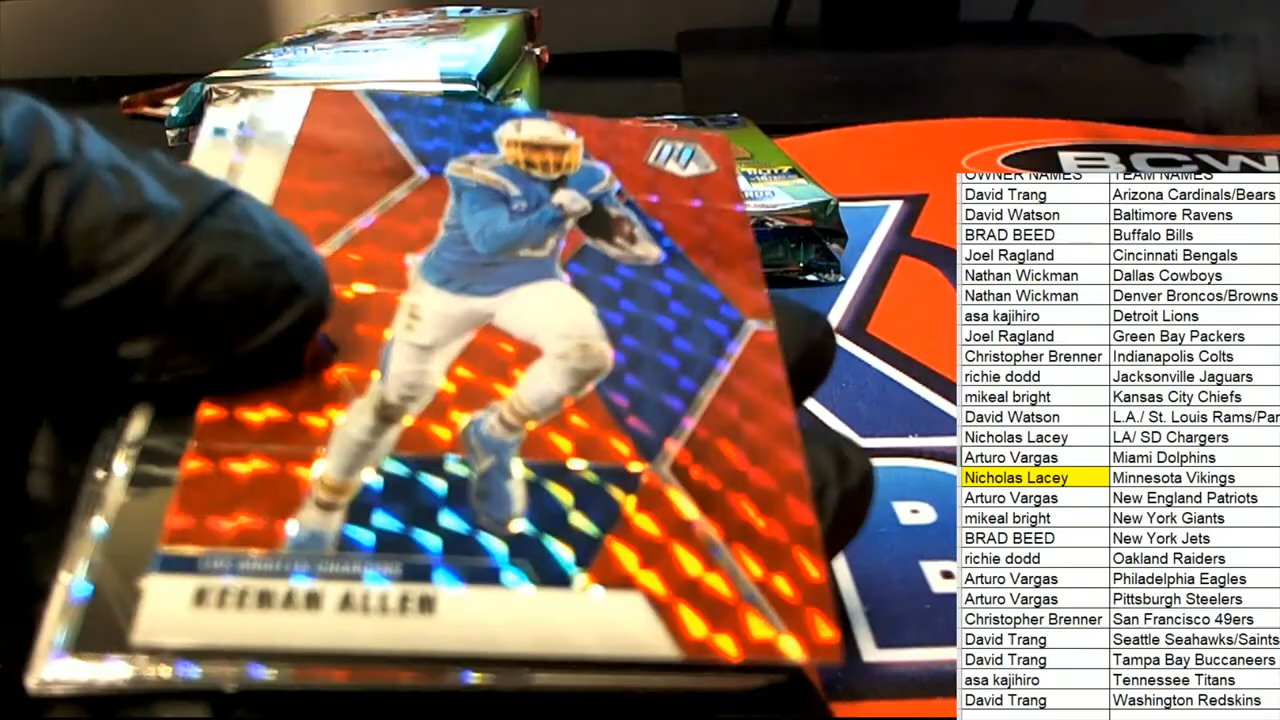 LOS ANGELES CHARGERS
KEENAN ALLEN
BCW
OWNER NAMES TEAM NAMES
David Trang Arizona Cardinals/Bears
David Watson Baltimore Ravens
BRAD BEED Buffalo Bills
Joel Ragland Cincinnati Bengals
Nathan Wickman Dallas Cowboys
Nathan Wickman Denver Broncos/Browns
asa kajihiro Detroit Lions
Joel Ragland Green Bay Packers
Christopher Brenner Indianapolis Colts
richie dodd Jacksonville Jaguars
mikeal bright Kansas City Chiefs
David Watson L.A./ St. Louis Rams/Pan
Nicholas Lacey LA/ SD Chargers
Arturo Vargas Miami Dolphins
Nicholas Lacey Minnesota Vikings
Arturo Vargas New England Patriots
mikeal bright New York Giants
BRAD BEED New York Jets
richie dodd Oakland Raiders
Arturo Vargas Philadelphia Eagles
Arturo Vargas Pittsburgh Steelers
Christopher Brenner San Francisco 49ers
David Trang Seattle Seahawks/Saints
David Trang Tampa Bay Buccaneers
asa kajihiro Tennessee Titans
David Trang Washington Redskins